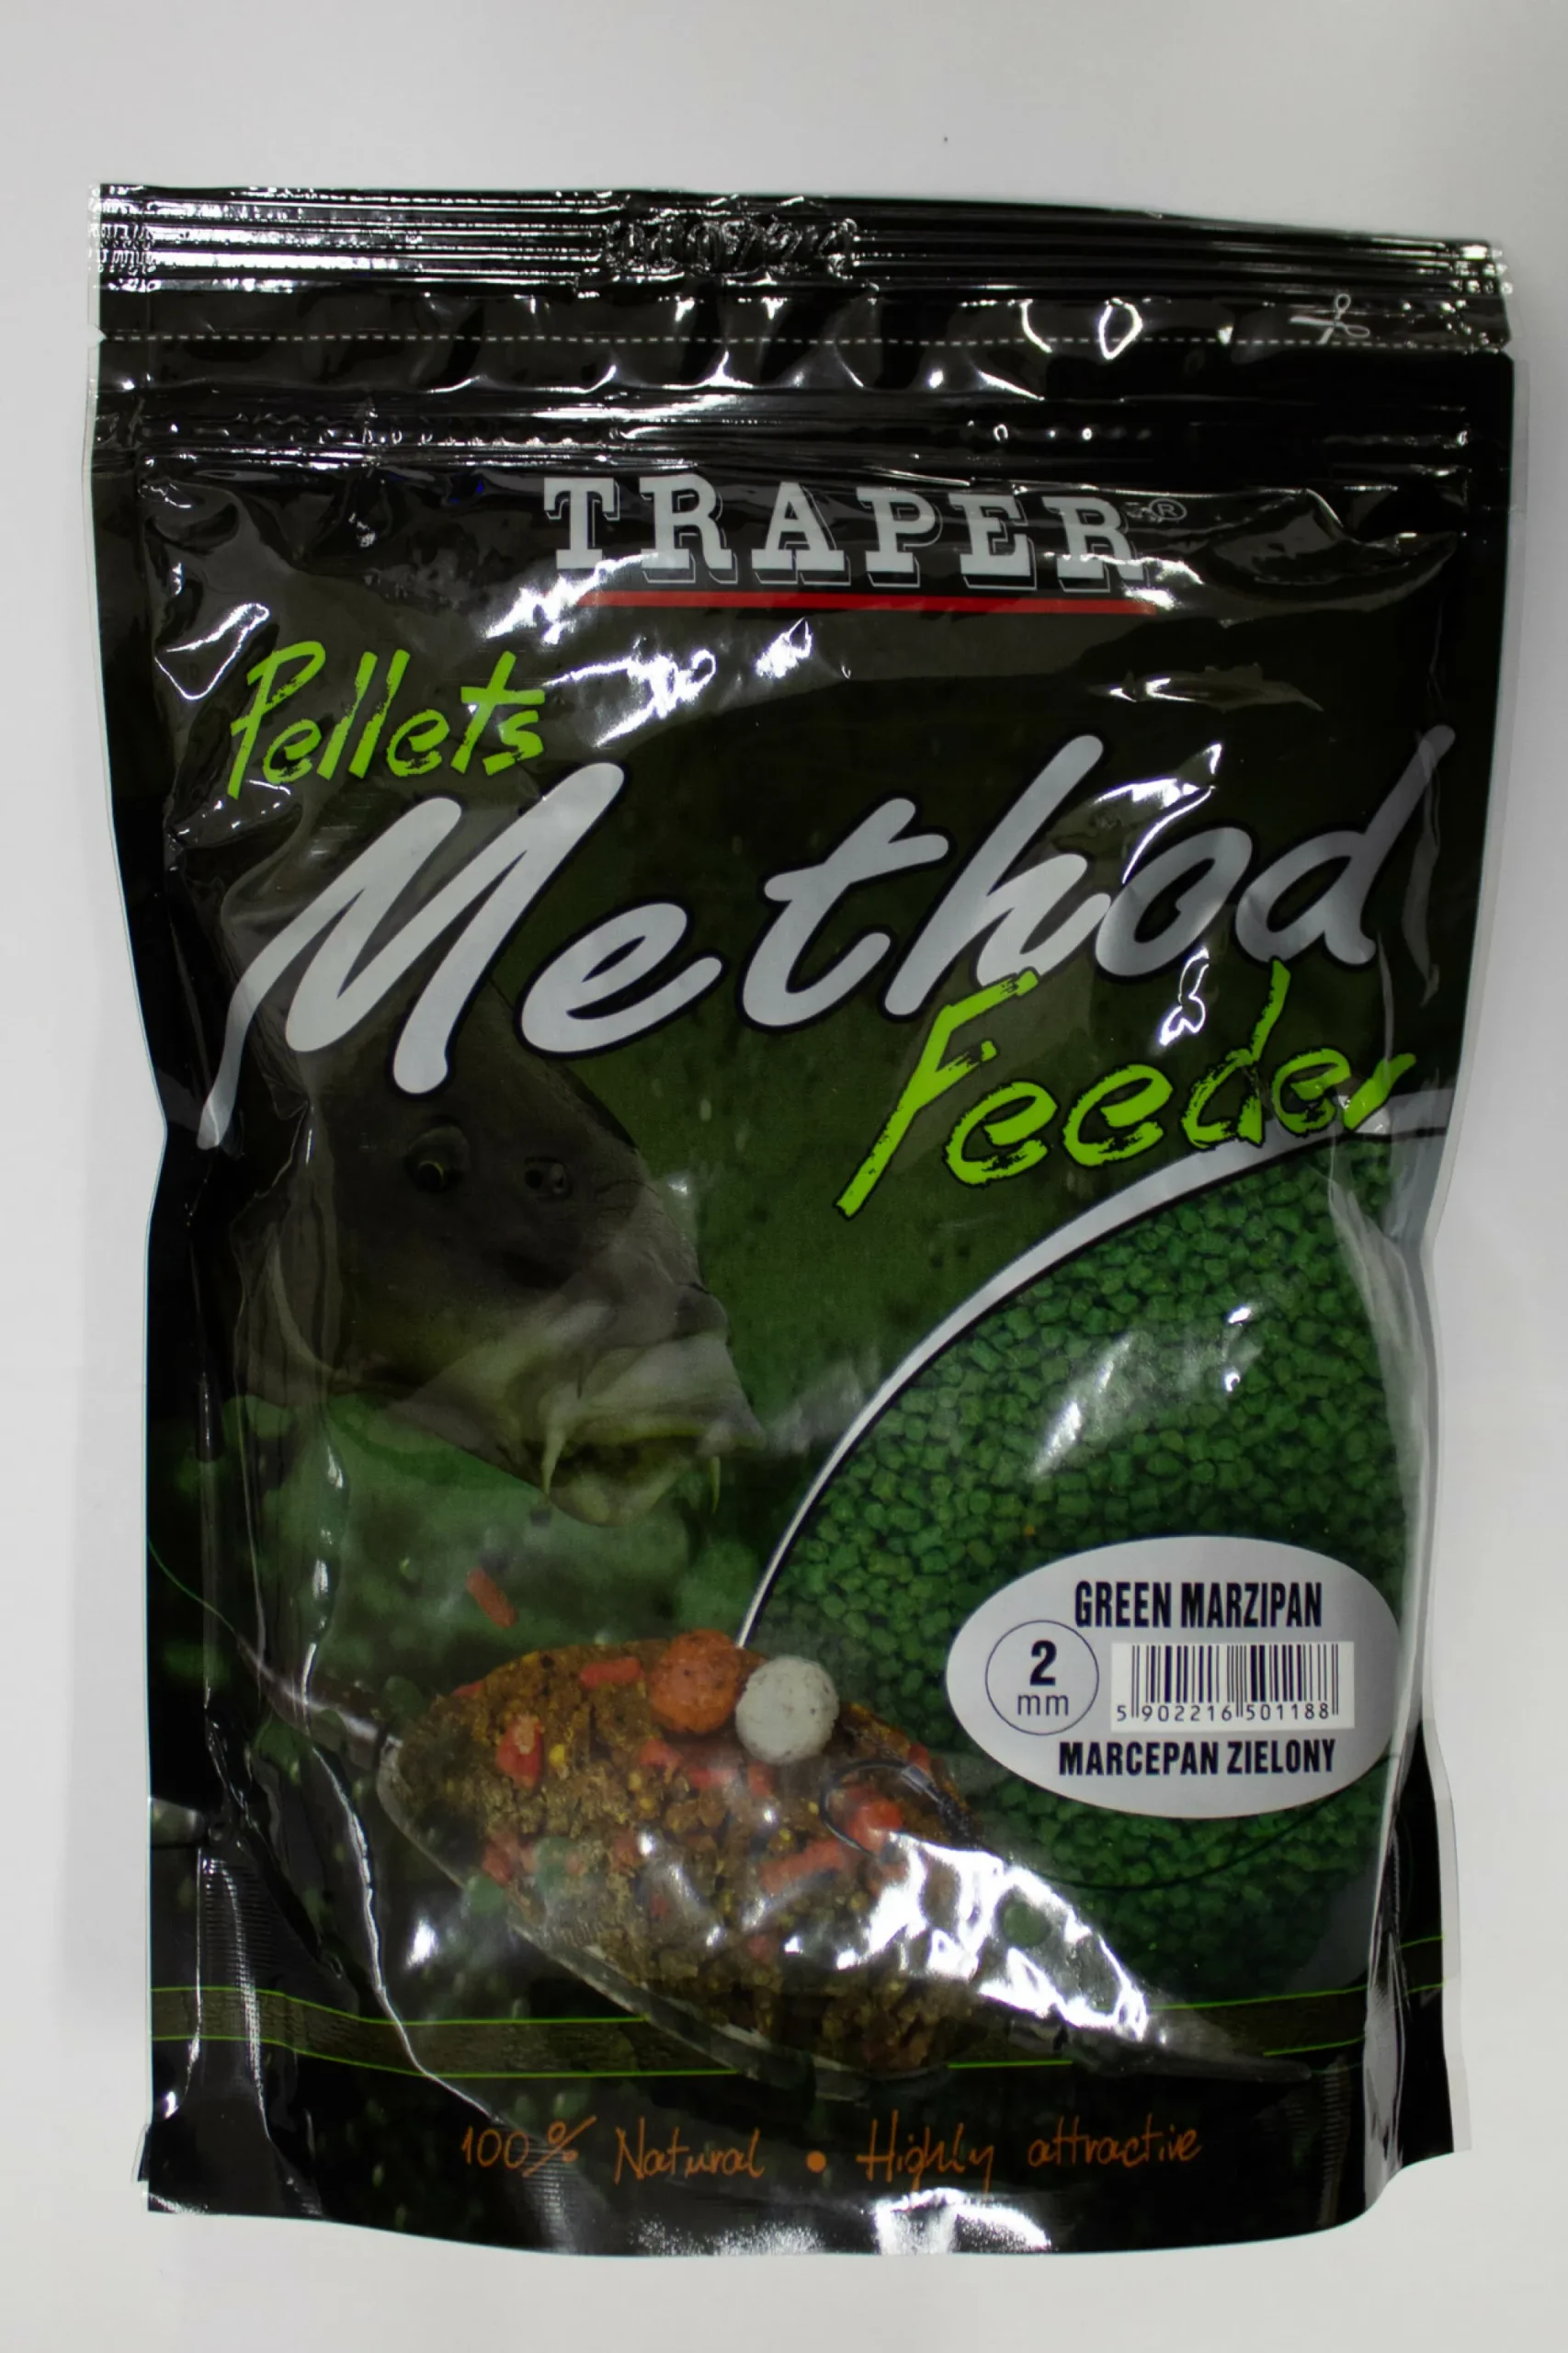 TRAPER®
Pellets
Method
Feeder
GREEN MARZIPAN
2
mm
5 902216 501188
MARCEPAN ZIELONY
100% Natural • Highly attractive